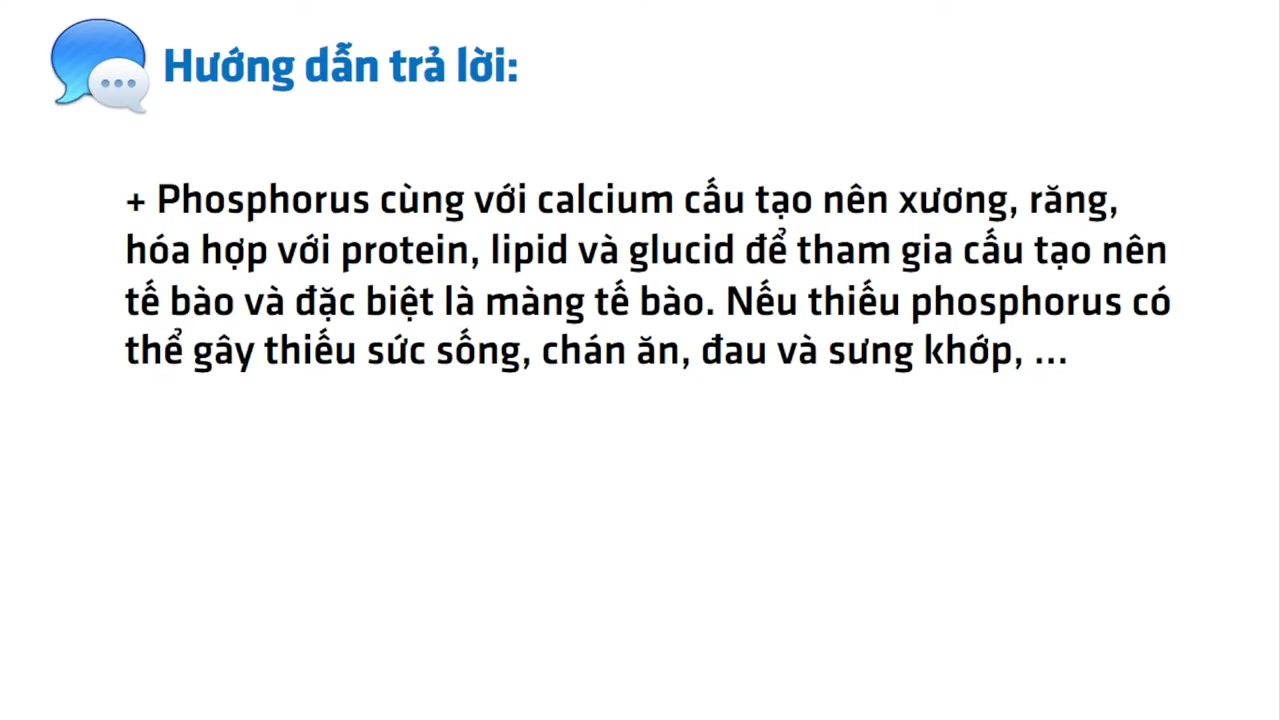 Hướng dẫn trả lời:
+ Phosphorus cùng với calcium cấu tạo nên xương, răng,
hóa hợp với protein, lipid và glucid để tham gia cấu tạo nên
tế bào và đặc biệt là màng tế bào. Nếu thiếu phosphorus có
thể gây thiếu sức sống, chán ăn, đau và sưng khớp, ...